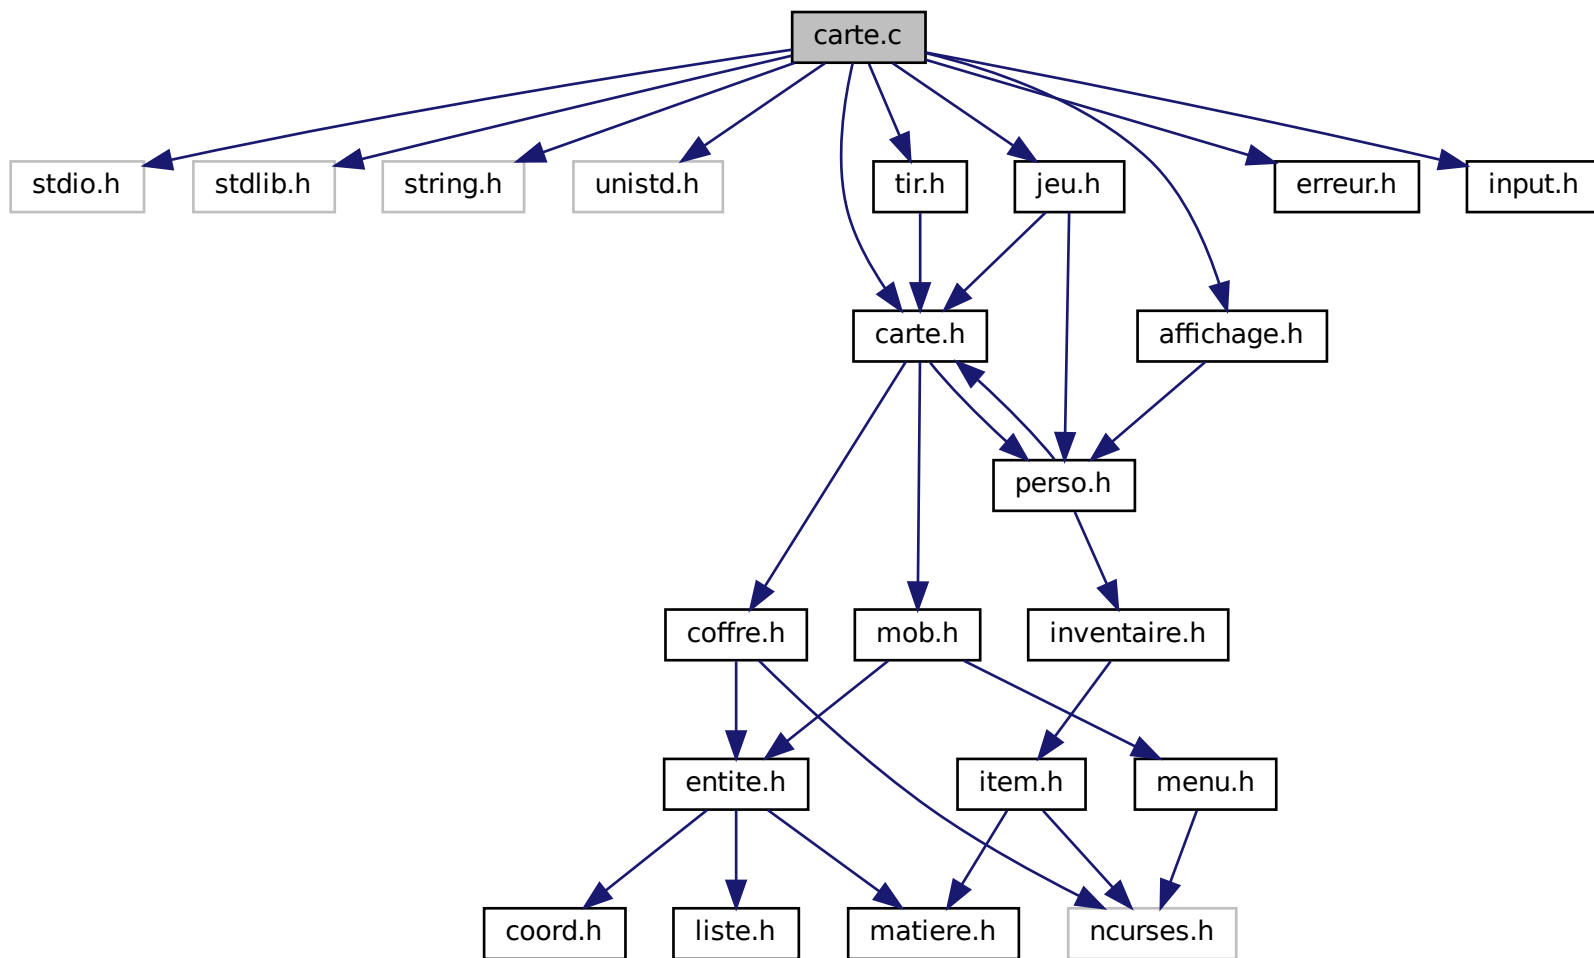 carte.c
stdio.h
stdlib.h
string.h
unistd.h
tir.h
jeu.h
erreur.h
input.h
carte.h
affichage.h
perso.h
coffre.h
mob.h
inventaire.h
entite.h
item.h
menu.h
coord.h
liste.h
matiere.h
ncurses.h